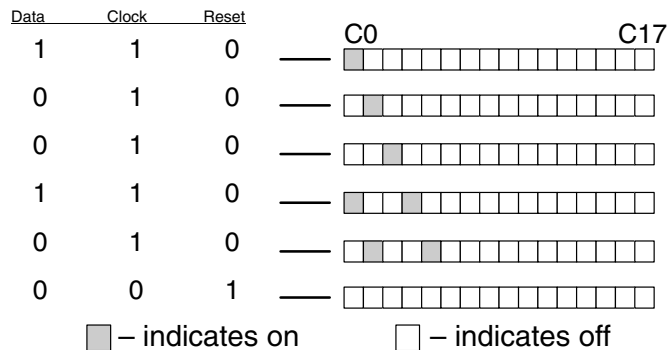 Data Clock Reset
C0 C17
1 1 0
0 1 0
0 1 0
1 1 0
0 1 0
0 0 1
– indicates on – indicates off